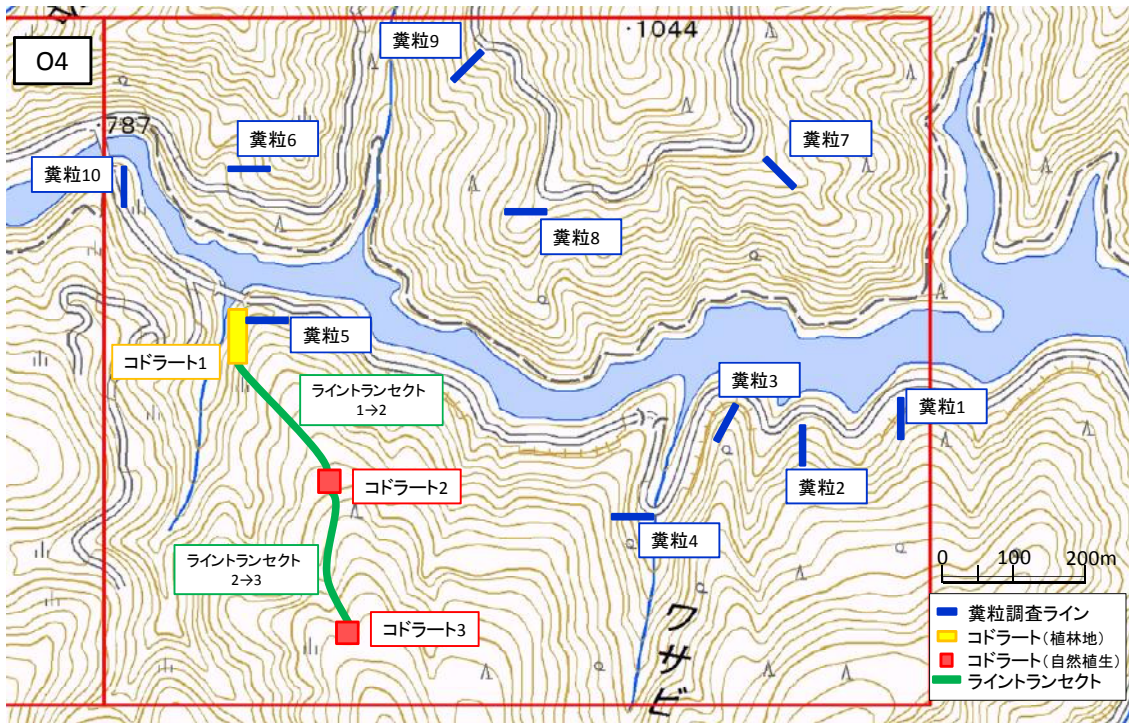 O4
糞粒9
・1044
・787
糞粒6
糞粒7
糞粒10
糞粒8
糞粒5
コドラート1
糞粒3
ライントランセクト
1→2
糞粒1
コドラート2
糞粒2
糞粒4
ライントランセクト
2→3
0 100 200m
コドラート3
ワサビ
糞粒調査ライン
コドラート（植林地）
コドラート（自然植生）
ライントランセクト